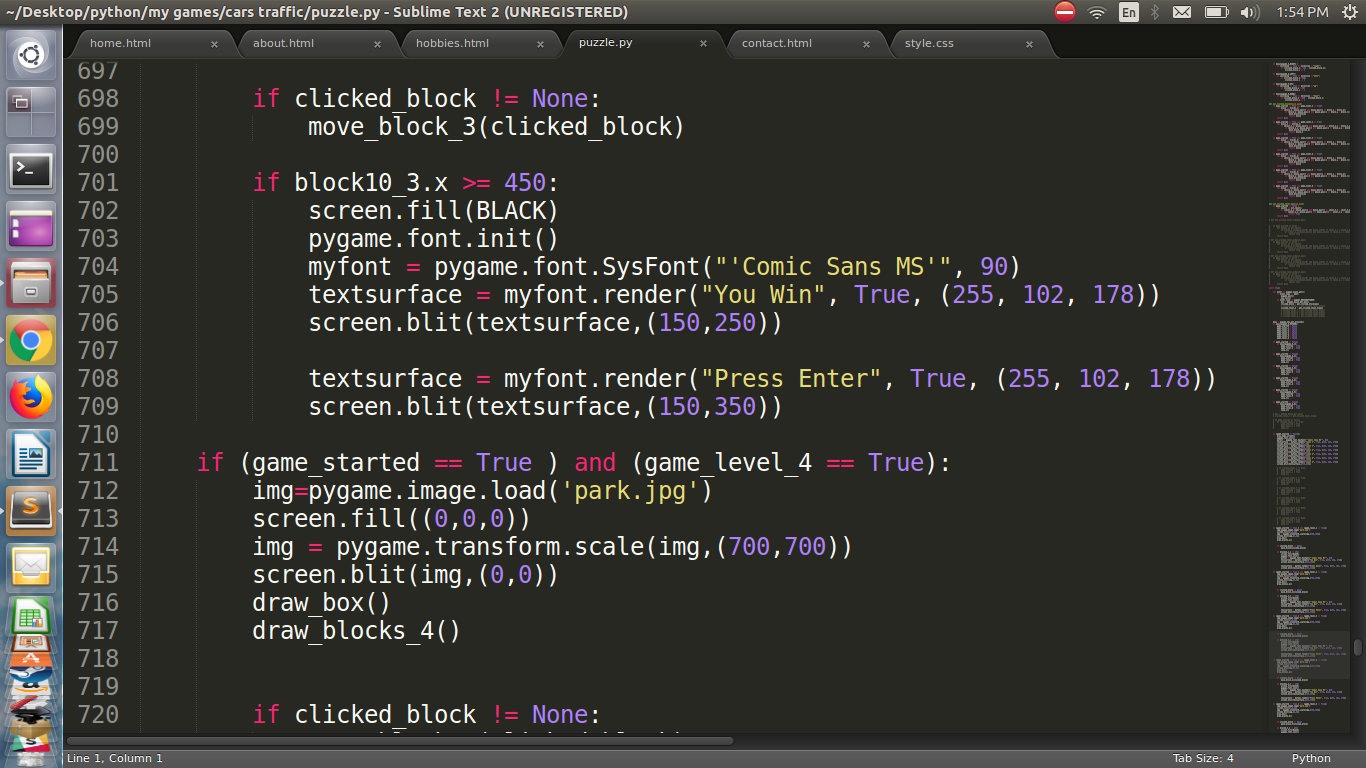 ~/Desktop/python/my games/cars traffic/puzzle.py - Sublime Text 2 (UNREGISTERED)
En 1:54 PM
home.html × about.html × hobbies.html × puzzle.py × contact.html × style.css ×
697
698 if clicked_block != None:
699 move_block_3(clicked_block)
700
701 if block10_3.x >= 450:
702 screen.fill(BLACK)
703 pygame.font.init()
704 myfont = pygame.font.SysFont("'Comic Sans MS'", 90)
705 textsurface = myfont.render("You Win", True, (255, 102, 178))
706 screen.blit(textsurface,(150,250))
707
708 textsurface = myfont.render("Press Enter", True, (255, 102, 178))
709 screen.blit(textsurface,(150,350))
710
711 if (game_started == True ) and (game_level_4 == True):
712 img=pygame.image.load('park.jpg')
713 screen.fill((0,0,0))
714 img = pygame.transform.scale(img,(700,700))
715 screen.blit(img,(0,0))
716 draw_box()
717 draw_blocks_4()
718
719
720 if clicked_block != None:
Line 1, Column 1 Tab Size: 4 Python